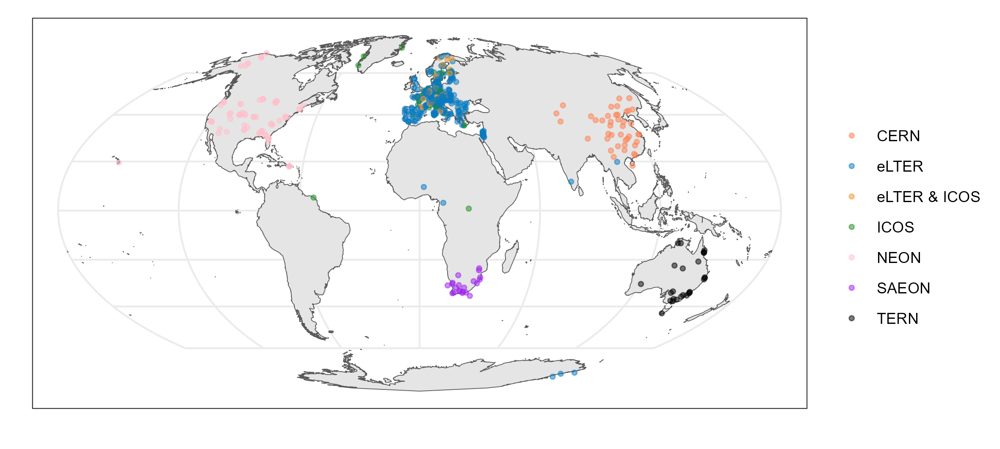 CERN
eLTER
eLTER & ICOS
ICOS
NEON
SAEON
TERN